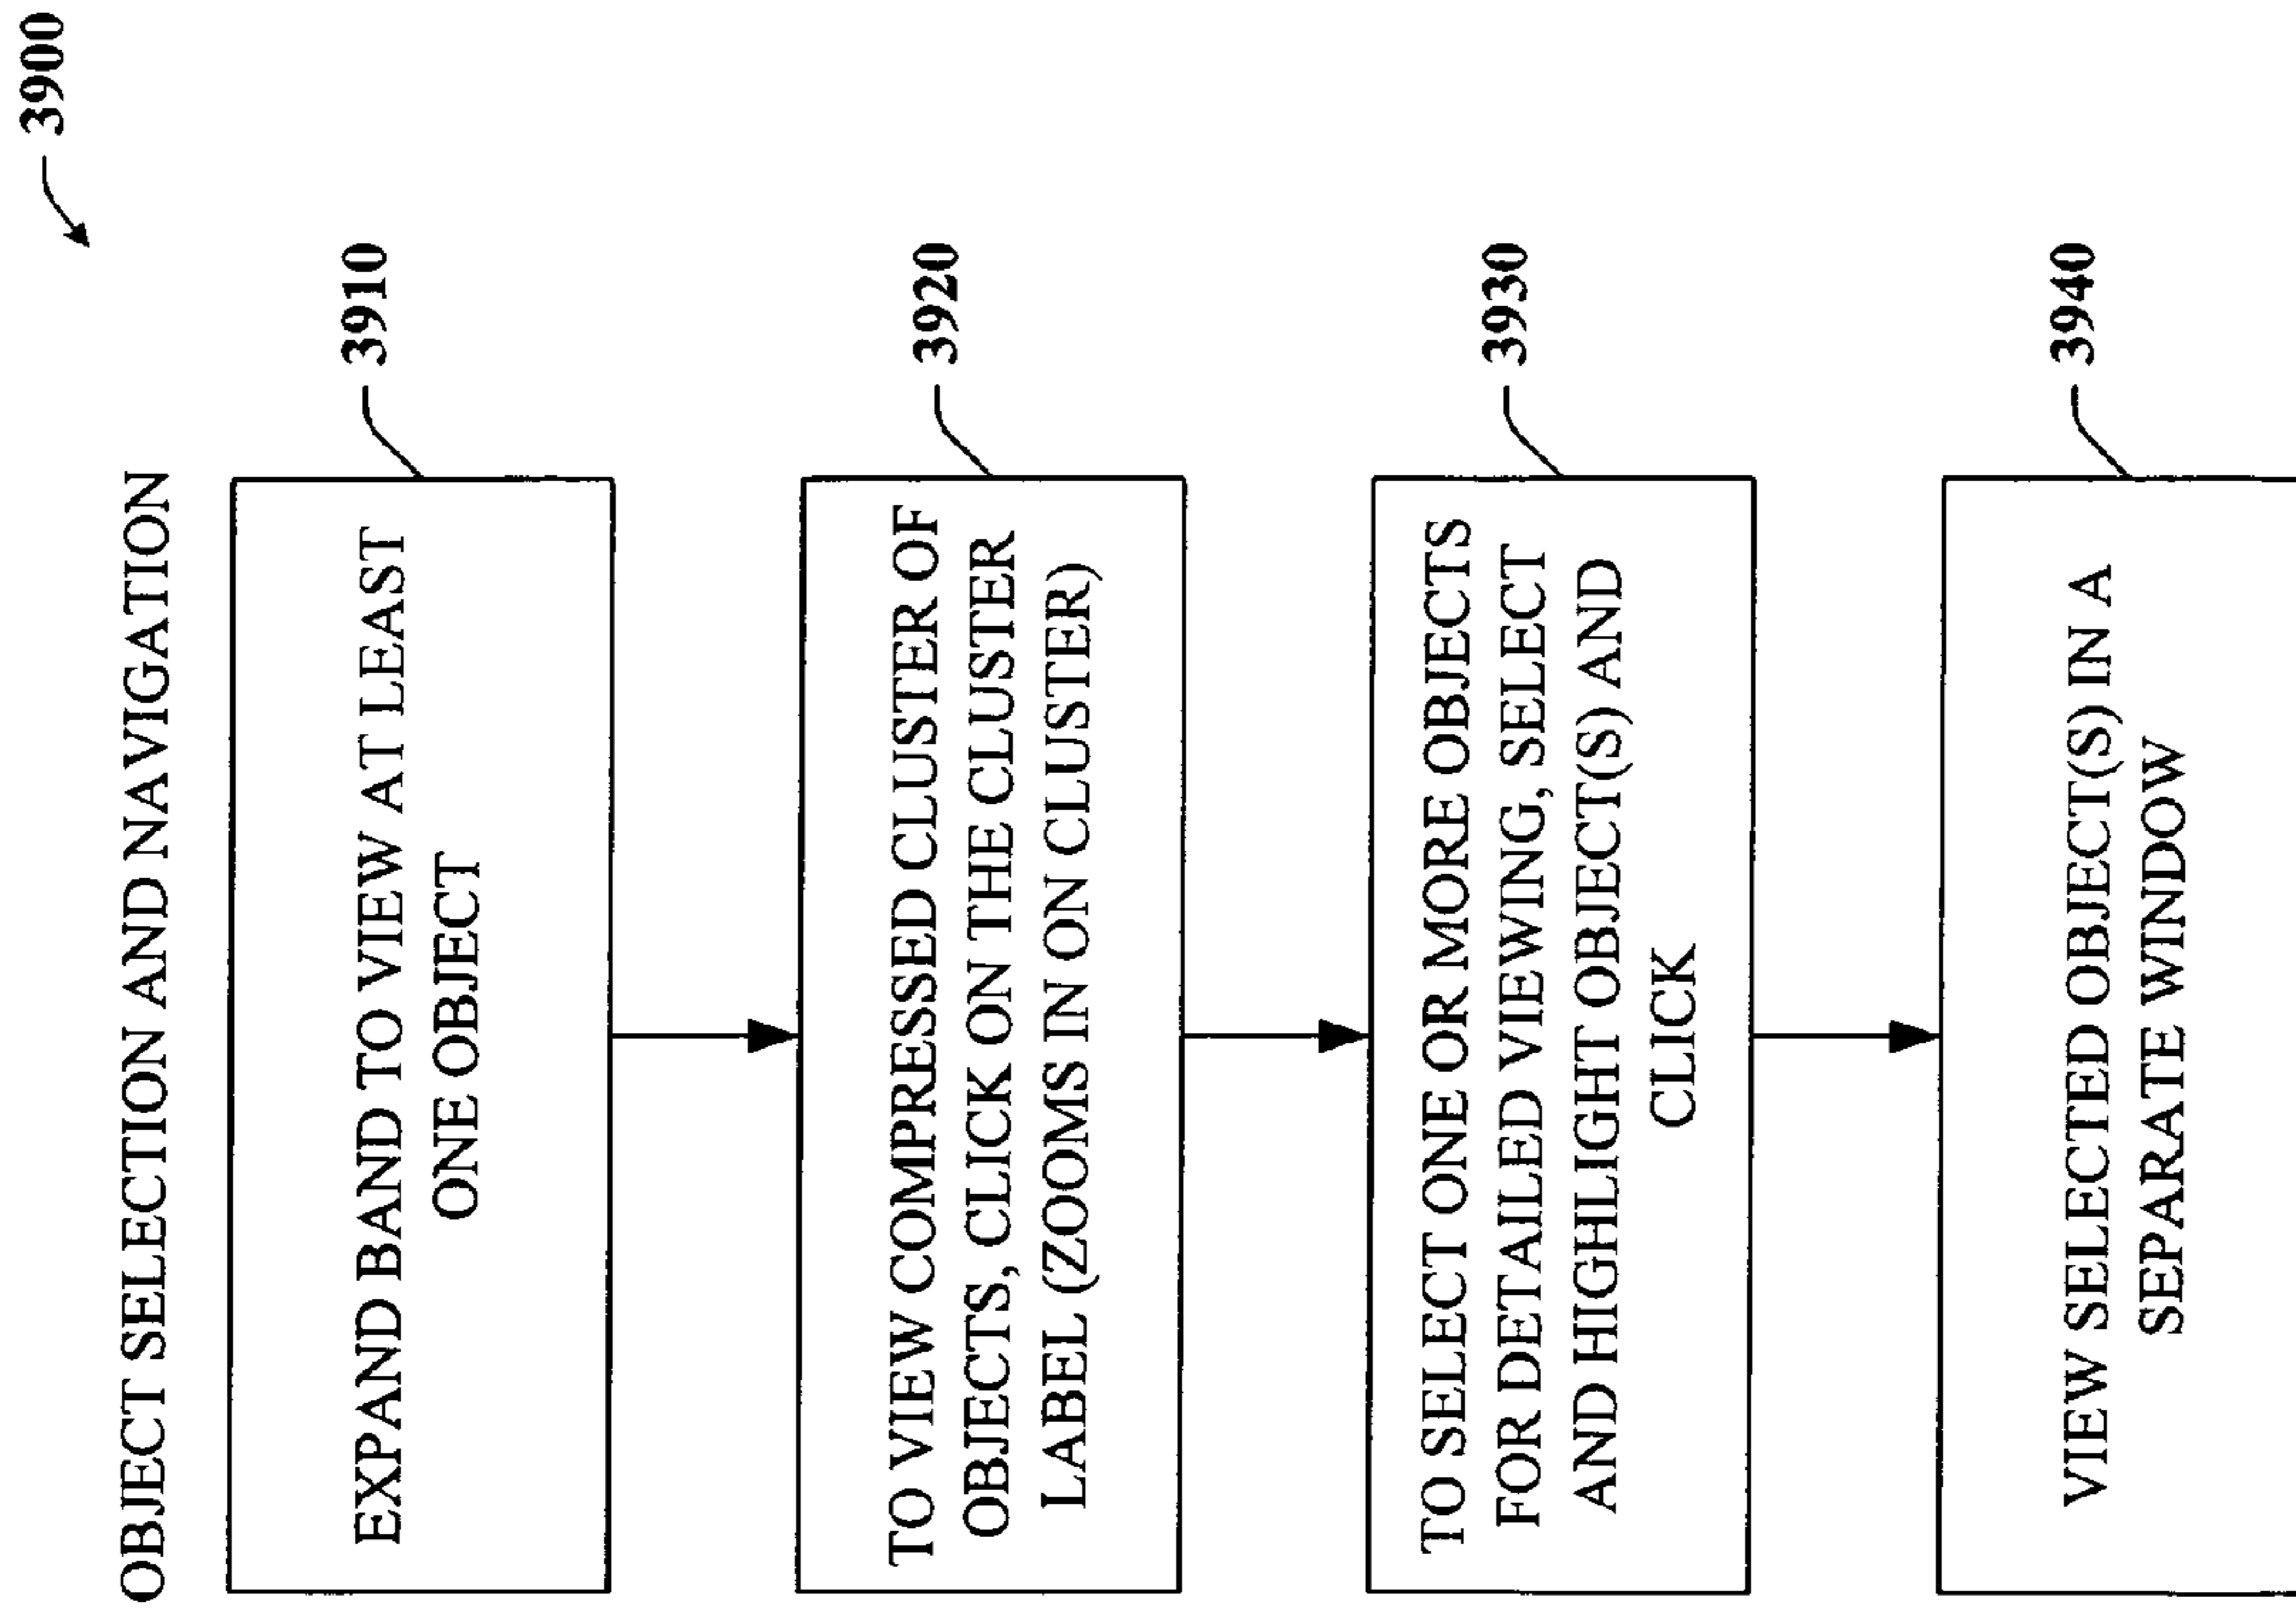 3900
OBJECT SELECTION AND NAVIGATION
EXPAND BAND TO VIEW AT LEAST
ONE OBJECT
3910
TO VIEW COMPRESSED CLUSTER OF
OBJECTS, CLICK ON THE CLUSTER
LABEL (ZOOMS IN ON CLUSTER)
3920
TO SELECT ONE OR MORE OBJECTS
FOR DETAILED VIEWING, SELECT
AND HIGHLIGHT OBJECT(S) AND
CLICK
3930
VIEW SELECTED OBJECT(S) IN A
SEPARATE WINDOW
3940